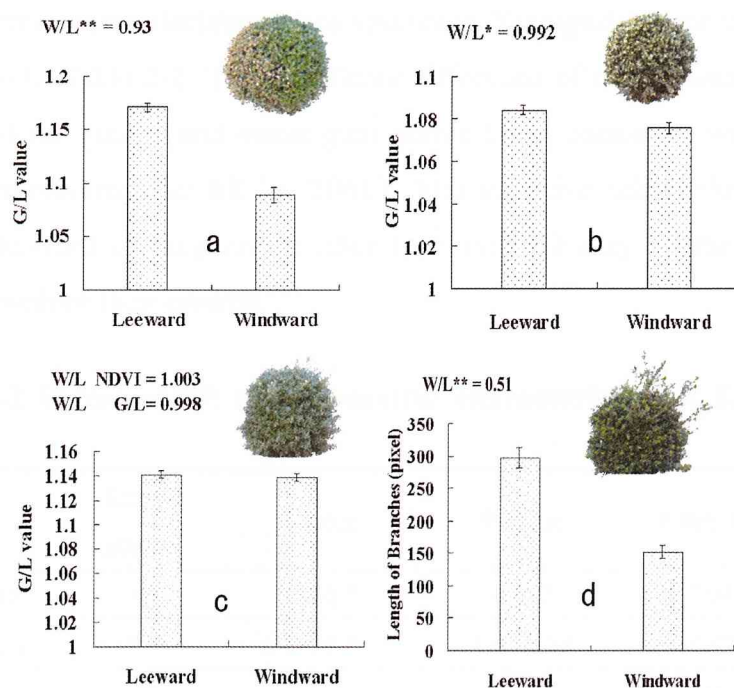 W/L** = 0.93
1.2
1.15
1.1
1.05
1
G/L value
a
Leeward Windward
W/L* = 0.992
1.1
1.08
1.06
1.04
1.02
1
G/L value
b
Leeward Windward
W/L NDVI = 1.003
W/L G/L= 0.998
1.16
1.14
1.12
1.1
1.08
1.06
1.04
1.02
1
G/L value
c
Leeward Windward
W/L** = 0.51
350
300
250
200
150
100
50
0
Length of Branches (pixel)
d
Leeward Windward